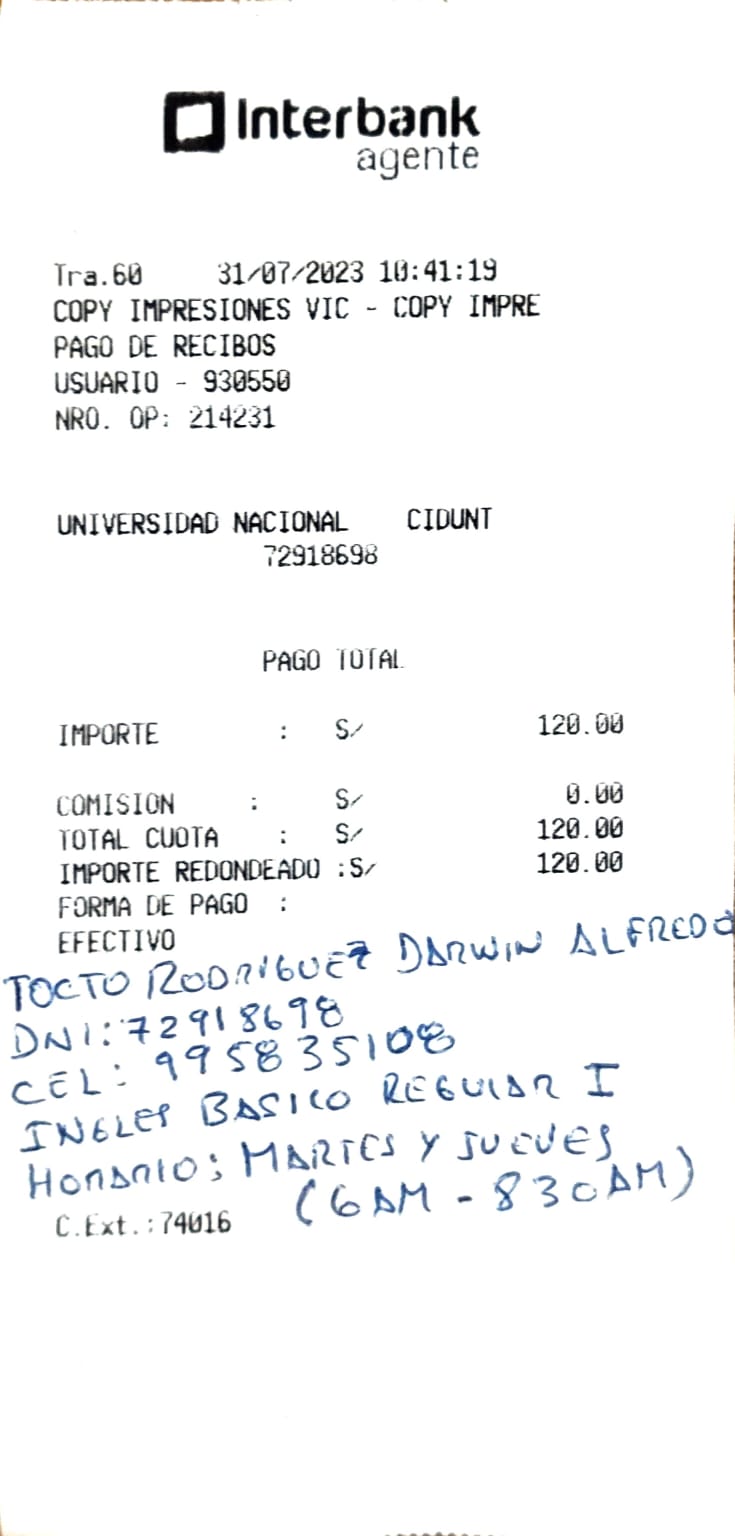 Interbank
agente
Tra.60 31/07/2023 10:41:19
COPY IMPRESIONES VIC - COPY IMPRE
PAGO DE RECIBOS
USUARIO - 930550
NRO. OP: 214231
UNIVERSIDAD NACIONAL CIDUNT
72918698
PAGO TOTAL
IMPORTE : S/ 120.00
COMISION : S/ 0.00
TOTAL CUOTA : S/ 120.00
IMPORTE REDONDEADO :S/ 120.00
FORMA DE PAGO :
EFECTIVO
TOCTO RODRIGUEZ DARWIN ALFREDO
DNI: 72918698
CEL: 995835108
INGLES BASICO REGULAR I
HORARIO: MARTES Y JUEVES
(6AM - 830AM)
C.Ext.:74016